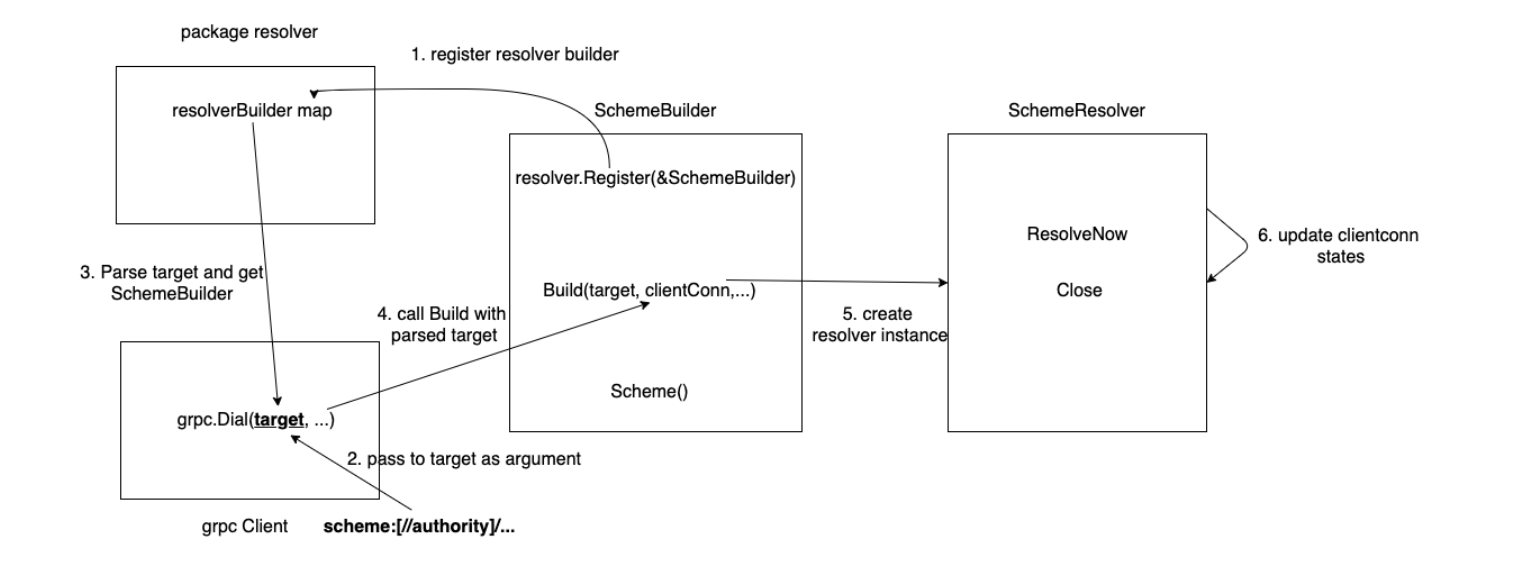 package resolver
1. register resolver builder
resolverBuilder map
SchemeBuilder
SchemeResolver
resolver.Register(&SchemeBuilder)
ResolveNow
6. update clientconn
states
3. Parse target and get
SchemeBuilder
Build(target, clientConn,...)
Close
4. call Build with
parsed target
5. create
resolver instance
Scheme()
grpc.Dial(target, ...)
2. pass to target as argument
grpc Client
scheme:[//authority]/...